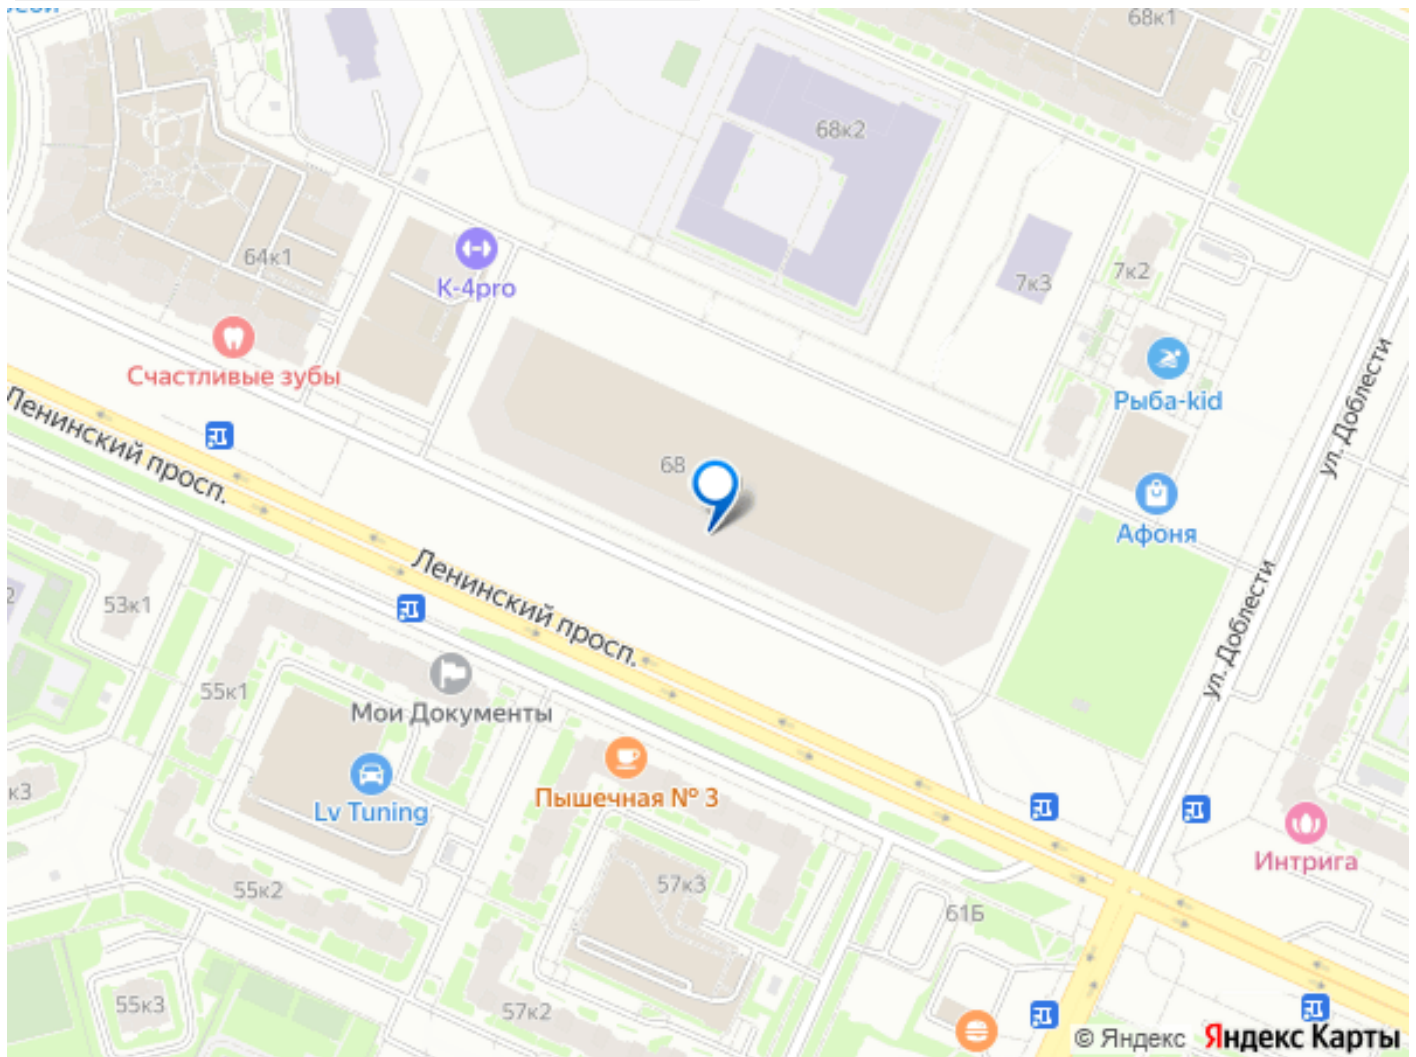 68к1
68к2
64к1
K-4pro
7к3
7к2
Счастливые зубы
Рыба-kid
ул. Доблести
Ленинский просп.
68
Афоня
Ленинский просп.
ул. Доблести
53к1
55к1
Мои Документы
Пышечная № 3
Lv Tuning
к3
Интрига
55к2
57к3
61Б
55к3
57к2
© Яндекс Яндекс Карты